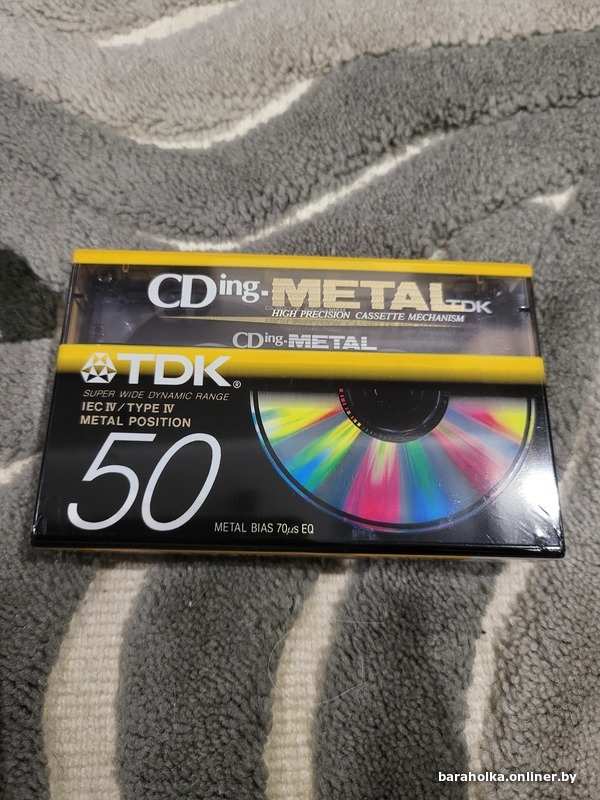 CDing-METAL TDK
HIGH PRECISION CASSETTE MECHANISM
CDing-METAL
TDK®
SUPER WIDE DYNAMIC RANGE
IEC IV / TYPE IV
METAL POSITION
50
METAL BIAS 70µs EQ
baraholka.onliner.by